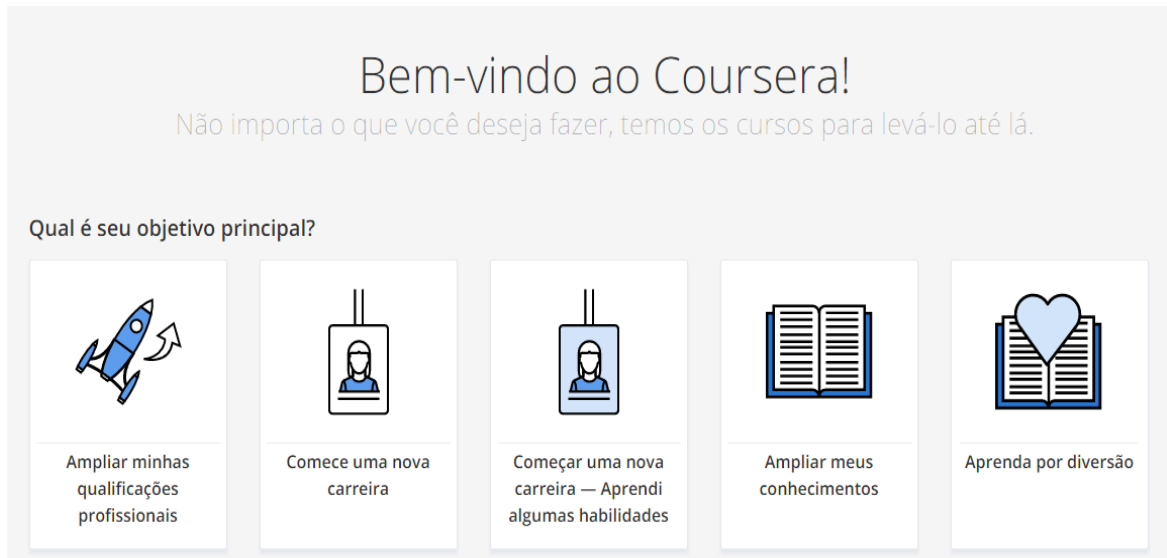 Bem-vindo ao Coursera!
Não importa o que você deseja fazer, temos os cursos para levá-lo até lá.
Qual é seu objetivo principal?
Ampliar minhas
qualificações
profissionais
Comece uma nova
carreira
Começar uma nova
carreira — Aprendi
algumas habilidades
Ampliar meus
conhecimentos
Aprenda por diversão